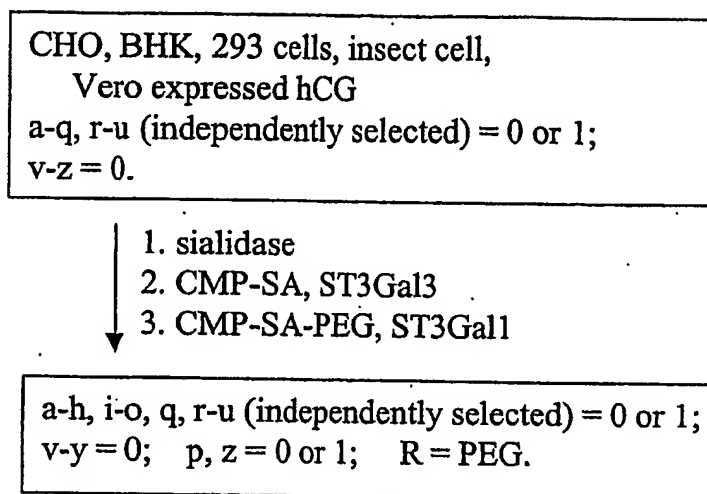 CHO, BHK, 293 cells, insect cell,
Vero expressed hCG
a-q, r-u (independently selected) = 0 or 1;
v-z = 0.
1. sialidase
2. CMP-SA, ST3Gal3
3. CMP-SA-PEG, ST3Gal1
a-h, i-o, q, r-u (independently selected) = 0 or 1;
v-y = 0; p, z = 0 or 1; R = PEG.